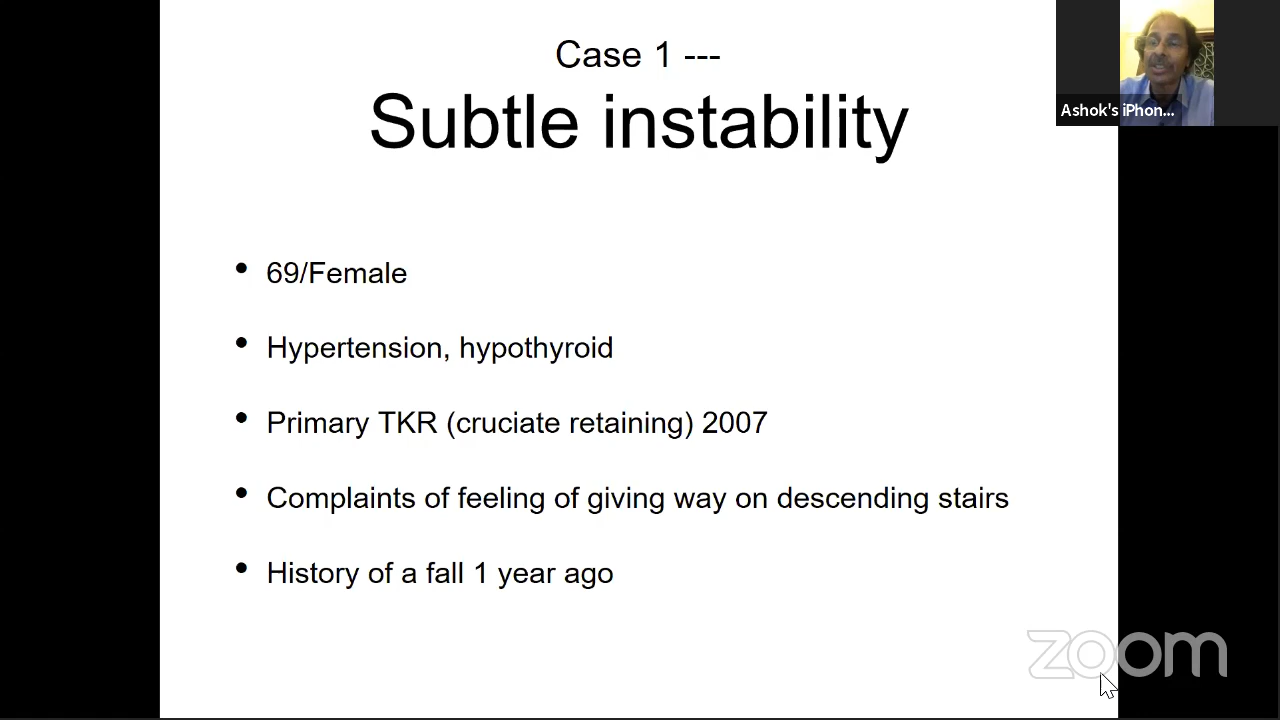 Case 1 ---
Subtle instability
Ashok's iPhon...
• 69/Female
• Hypertension, hypothyroid
• Primary TKR (cruciate retaining) 2007
• Complaints of feeling of giving way on descending stairs
• History of a fall 1 year ago
zoom